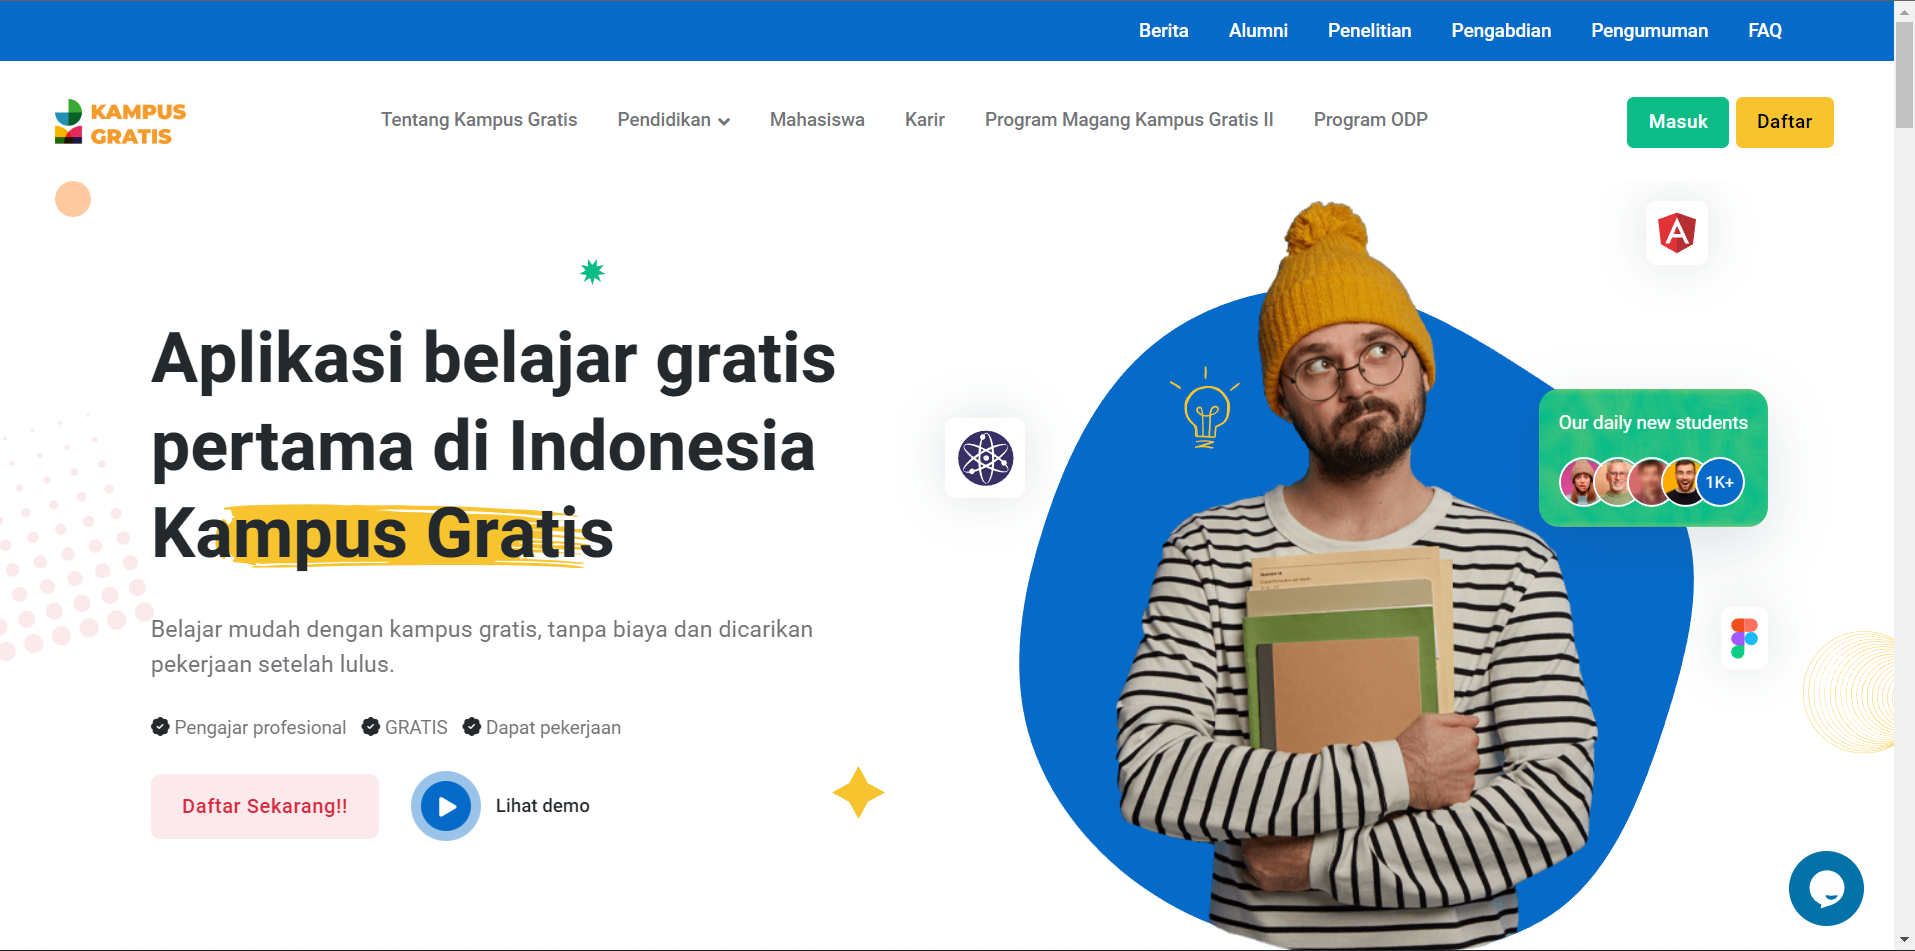 Berita Alumni Penelitian Pengabdian Pengumuman FAQ
KAMPUS
GRATIS
Tentang Kampus Gratis Pendidikan Mahasiswa Karir Program Magang Kampus Gratis II Program ODP
Masuk Daftar
Aplikasi belajar gratis
pertama di Indonesia
Kampus Gratis
Belajar mudah dengan kampus gratis, tanpa biaya dan dicarikan
pekerjaan setelah lulus.
Pengajar profesional GRATIS Dapat pekerjaan
Daftar Sekarang!! Lihat demo
Our daily new students
1K+